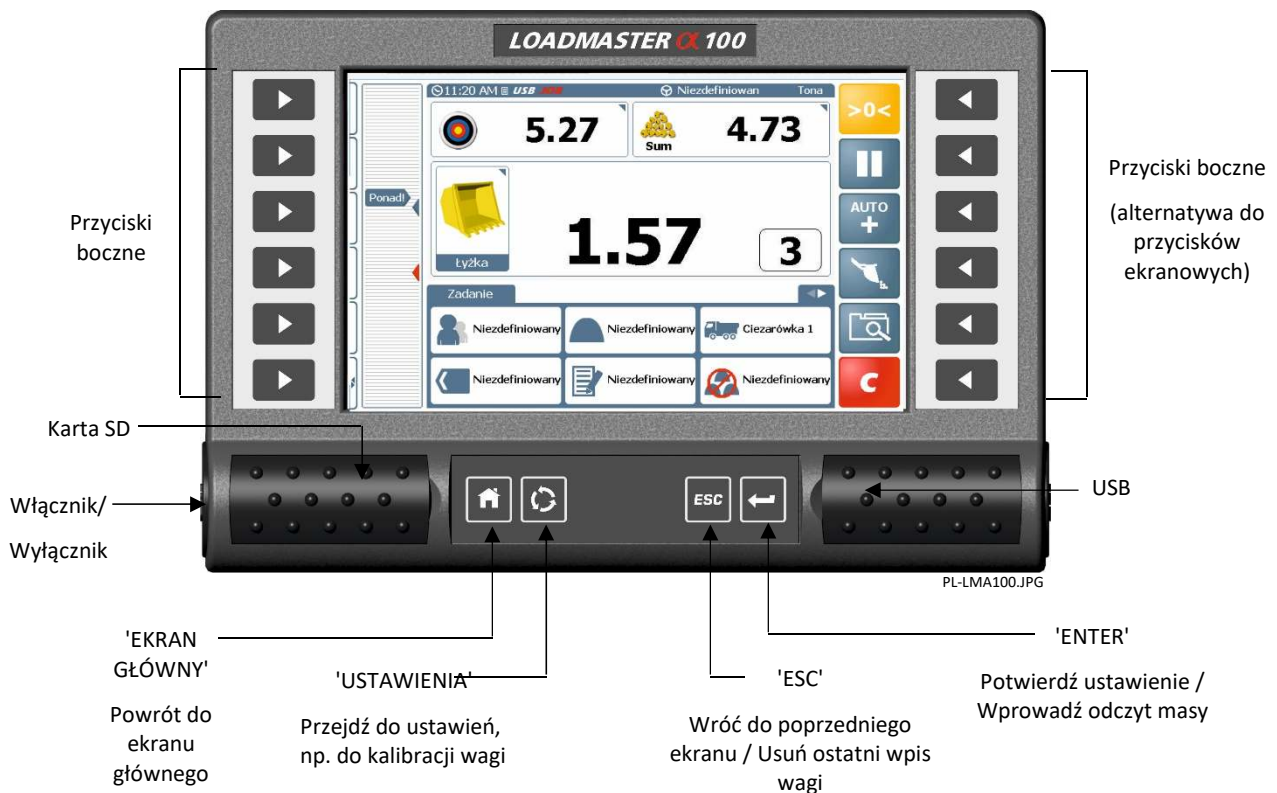 LOADMASTER α 100
11:20 AM USB JOB Niezdefiniowan Tona
5.27
Sum
4.73
>0<
Ponad!
AUTO
+
Łyżka
1.57
3
Zadanie
Niezdefiniowany
Niezdefiniowany
Ciezarówka 1
Niezdefiniowany
Niezdefiniowany
Niezdefiniowany
C
Przyciski
boczne
Przyciski boczne
(alternatywa do
przycisków
ekranowych)
Karta SD
Włącznik/
Wyłącznik
ESC
USB
PL-LMA100.JPG
'EKRAN
GŁÓWNY'
Powrót do
ekranu
głównego
'USTAWIENIA'
Przejdź do ustawień,
np. do kalibracji wagi
'ESC'
Wróć do poprzedniego
ekranu / Usuń ostatni wpis
wagi
'ENTER'
Potwierdź ustawienie /
Wprowadź odczyt masy